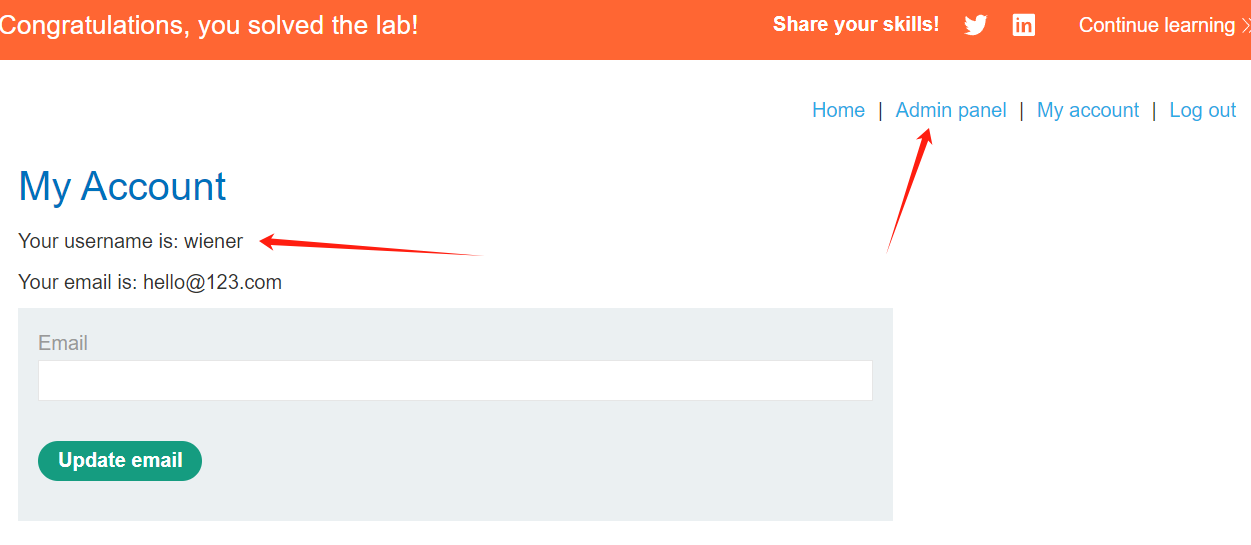 Congratulations, you solved the lab!
Share your skills!
Continue learning
Home | Admin panel | My account | Log out
My Account
Your username is: wiener
Your email is: hello@123.com
Email
Update email